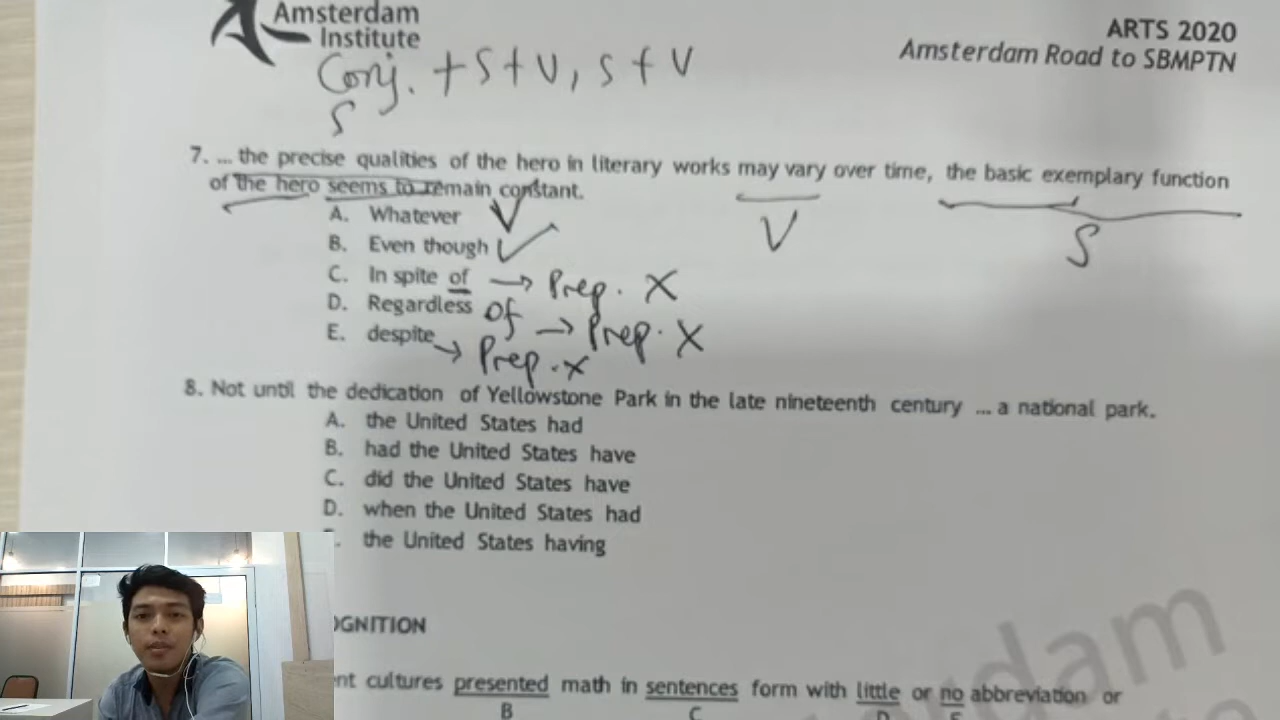 Amsterdam
Institute
ARTS 2020
Amsterdam Road to SBMPTN
Conj. + S + V, S + V
S
7. ... the precise qualities of the hero in literary works may vary over time, the basic exemplary function
of the hero seems to remain constant.
V
S
A. Whatever
B. Even though
C. In spite of → Prep. X
D. Regardless of → Prep. X
E. despite → Prep. x
8. Not until the dedication of Yellowstone Park in the late nineteenth century ... a national park.
A. the United States had
B. had the United States have
C. did the United States have
D. when the United States had
the United States having
OGNITION
nt cultures presented math in sentences form with little or no abbreviation or
B C D E
dam